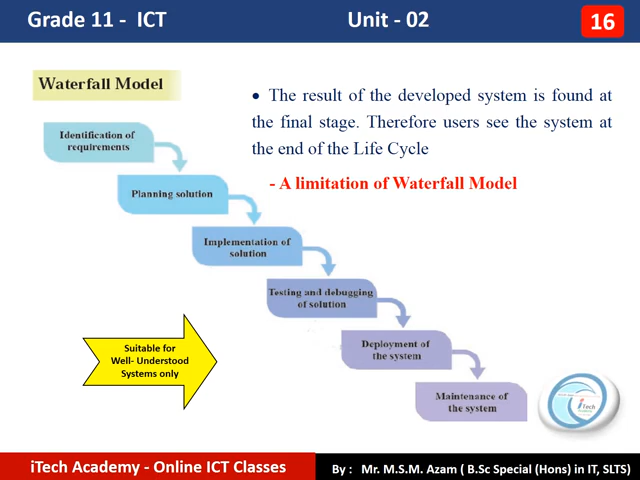 Grade 11 - ICT
Unit - 02
16
Waterfall Model
• The result of the developed system is found at
the final stage. Therefore users see the system at
the end of the Life Cycle
- A limitation of Waterfall Model
Identification of
requirements
Planning solution
Implementation of
solution
Testing and debugging
of solution
Deployment of
the system
Maintenance of
the system
Suitable for
Well- Understood
Systems only
iTech
iTech Academy - Online ICT Classes
By : Mr. M.S.M. Azam ( B.Sc Special (Hons) in IT, SLTS)